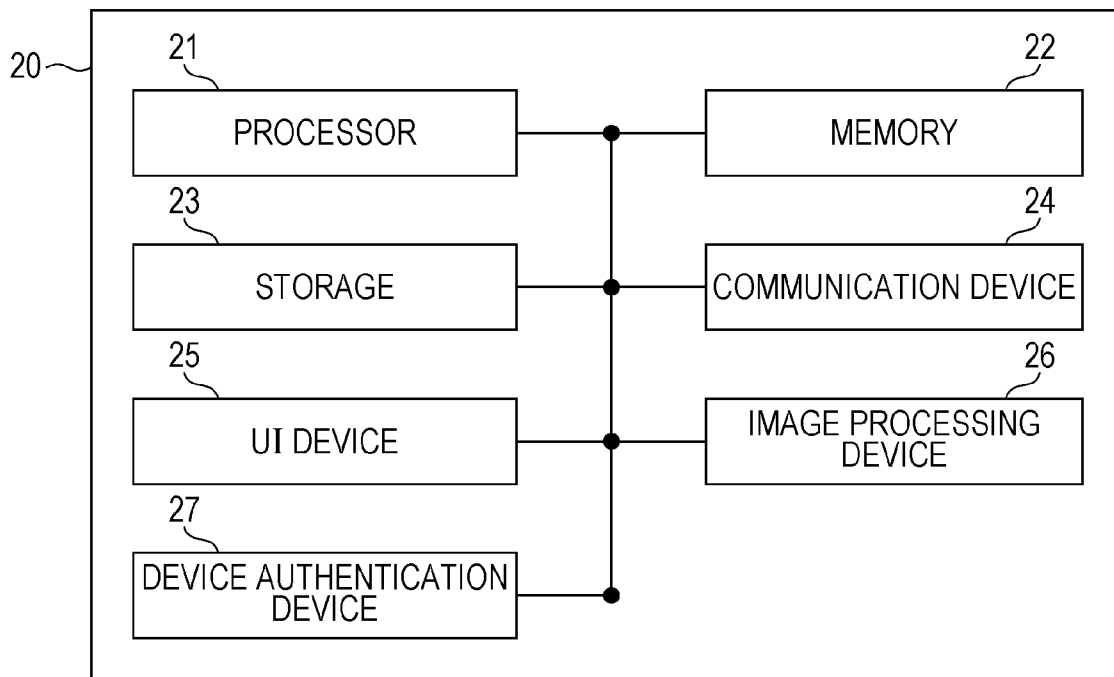 20
21
22
PROCESSOR
MEMORY
23
24
STORAGE
COMMUNICATION DEVICE
25
26
UI DEVICE
IMAGE PROCESSING
DEVICE
27
DEVICE AUTHENTICATION
DEVICE